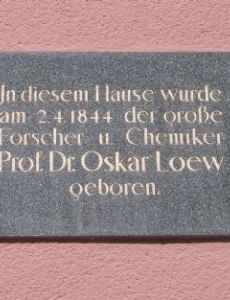 In diesem Hause wurde
am 2.4.1844 der große
Forscher u. Chemiker
Prof. Dr. Oskar Loew
geboren.